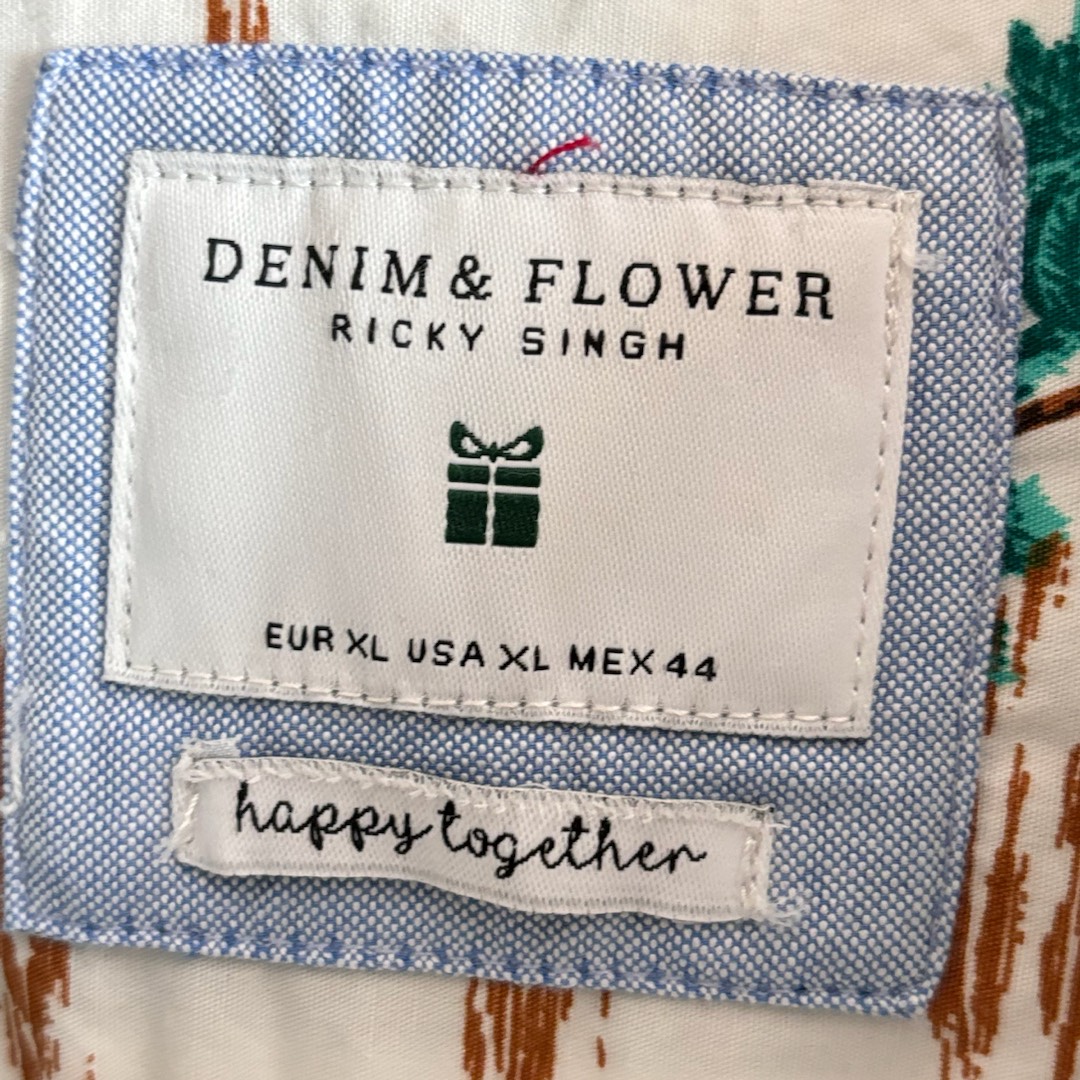 DENIM & FLOWER
RICKY SINGH
EUR XL USA XL MEX 44
happy together